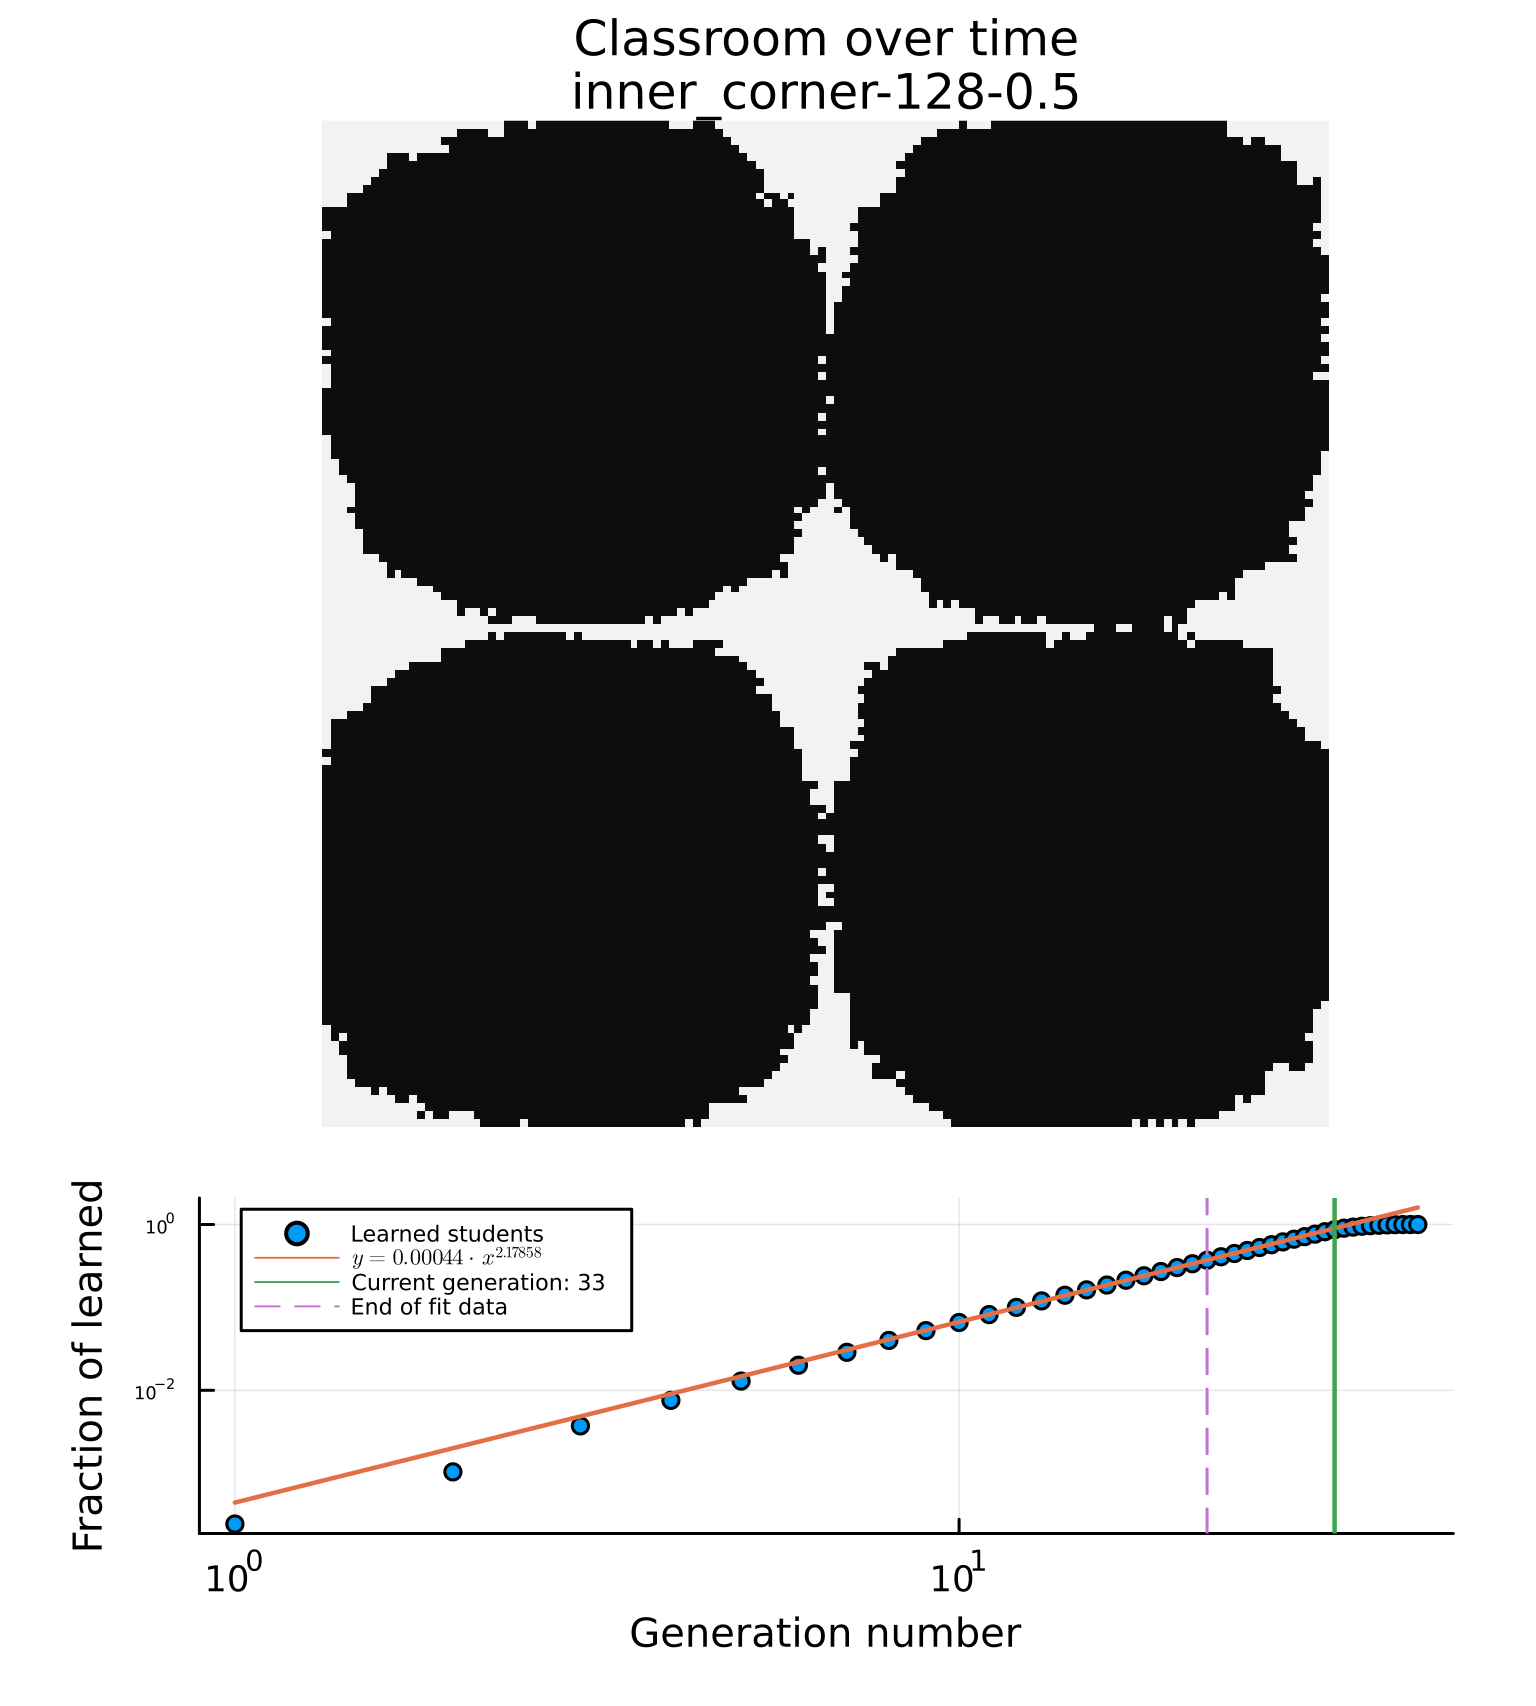 Classroom over time
inner_corner-128-0.5
Fraction of learned
10^0
10^-2
Learned students
y = 0.00044 · x^2.17858
Current generation: 33
End of fit data
10^0
10^1
Generation number